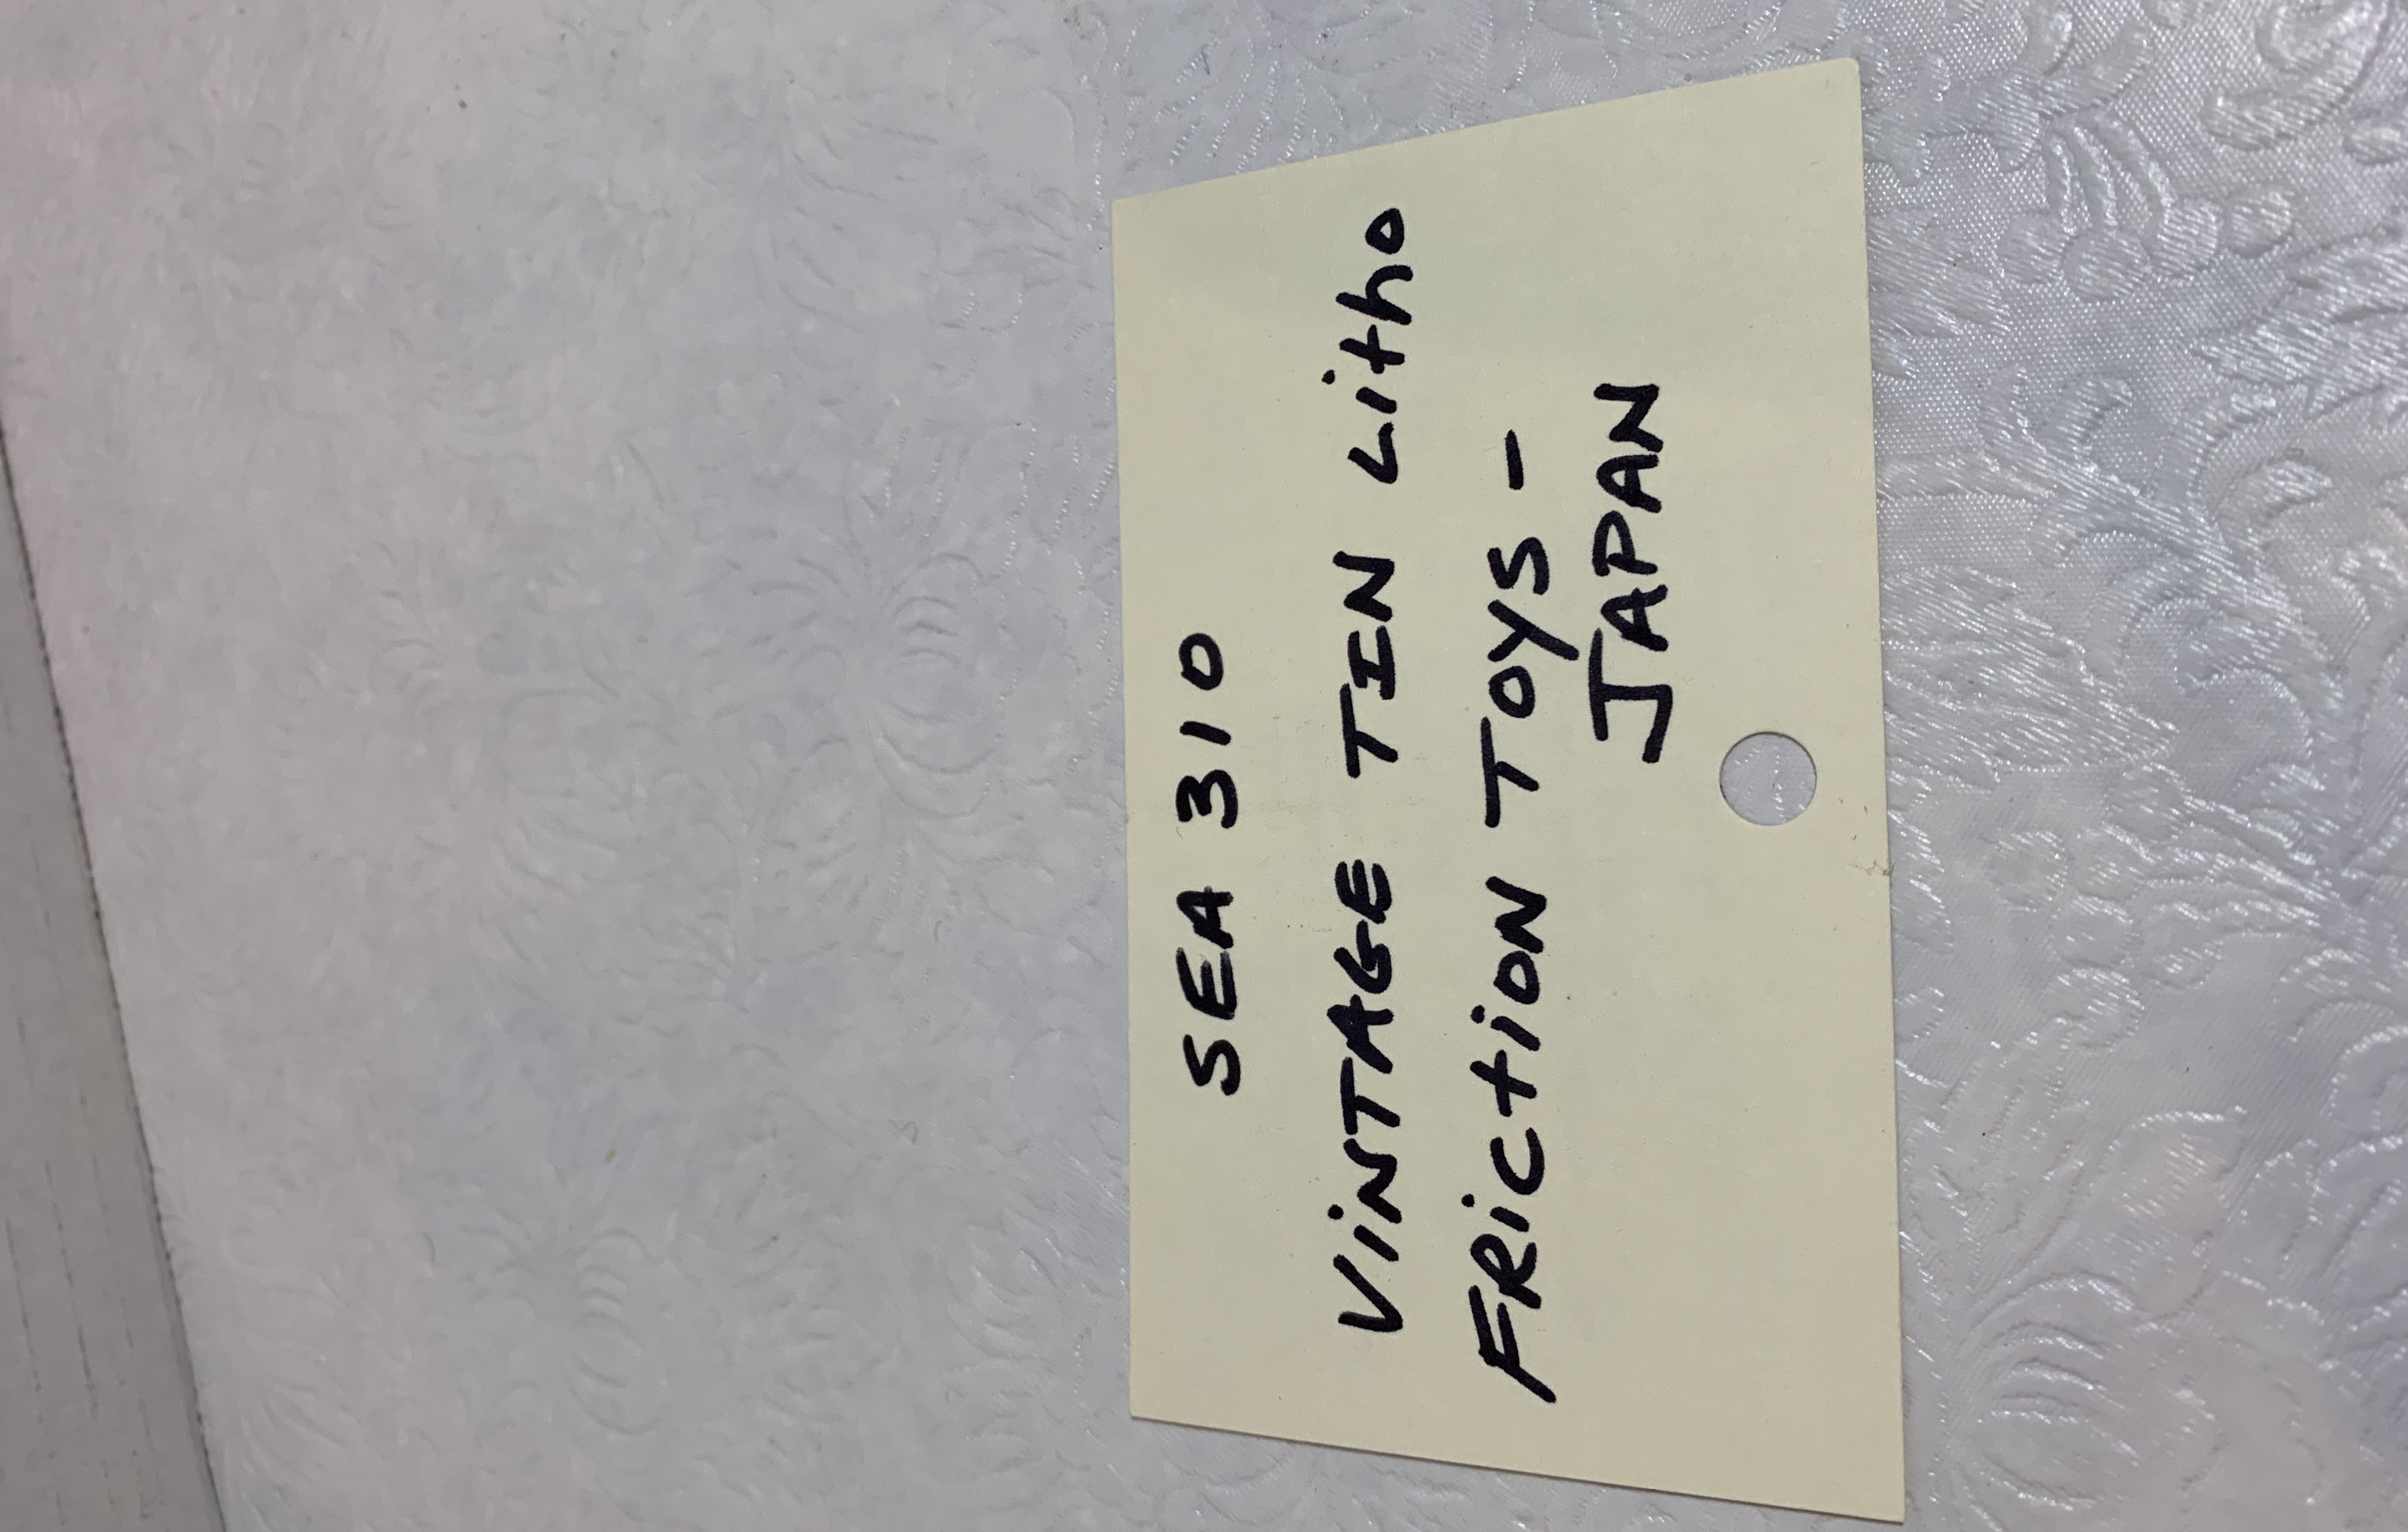 SEA 310
VINTAGE TIN Litho
FRiction TOYS -
JAPAN